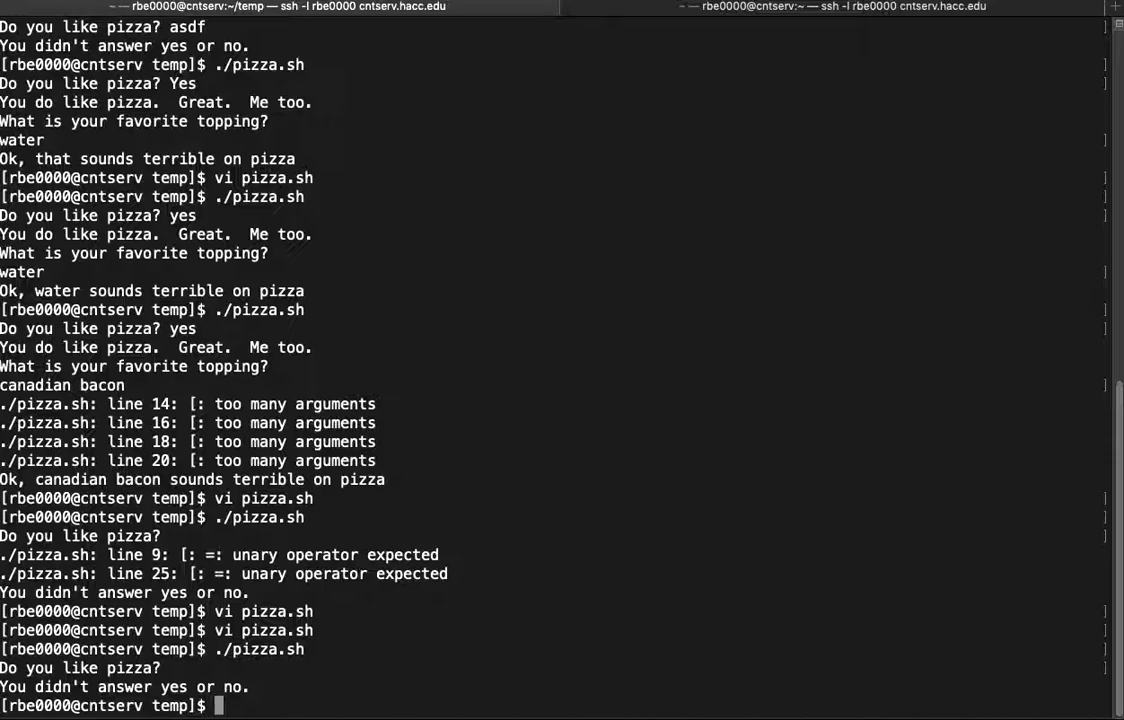 ~ — rbe0000@cntserv:~/temp — ssh -l rbe0000 cntserv.hacc.edu
~ — rbe0000@cntserv:~ — ssh -l rbe0000 cntserv.hacc.edu
Do you like pizza? asdf
You didn't answer yes or no.
[rbe0000@cntserv temp]$ ./pizza.sh
Do you like pizza? Yes
You do like pizza.  Great.  Me too.
What is your favorite topping?
water
Ok, that sounds terrible on pizza
[rbe0000@cntserv temp]$ vi pizza.sh
[rbe0000@cntserv temp]$ ./pizza.sh
Do you like pizza? yes
You do like pizza.  Great.  Me too.
What is your favorite topping?
water
Ok, water sounds terrible on pizza
[rbe0000@cntserv temp]$ ./pizza.sh
Do you like pizza? yes
You do like pizza.  Great.  Me too.
What is your favorite topping?
canadian bacon
./pizza.sh: line 14: [: too many arguments
./pizza.sh: line 16: [: too many arguments
./pizza.sh: line 18: [: too many arguments
./pizza.sh: line 20: [: too many arguments
Ok, canadian bacon sounds terrible on pizza
[rbe0000@cntserv temp]$ vi pizza.sh
[rbe0000@cntserv temp]$ ./pizza.sh
Do you like pizza?
./pizza.sh: line 9: [: =: unary operator expected
./pizza.sh: line 25: [: =: unary operator expected
You didn't answer yes or no.
[rbe0000@cntserv temp]$ vi pizza.sh
[rbe0000@cntserv temp]$ vi pizza.sh
[rbe0000@cntserv temp]$ ./pizza.sh
Do you like pizza?
You didn't answer yes or no.
[rbe0000@cntserv temp]$